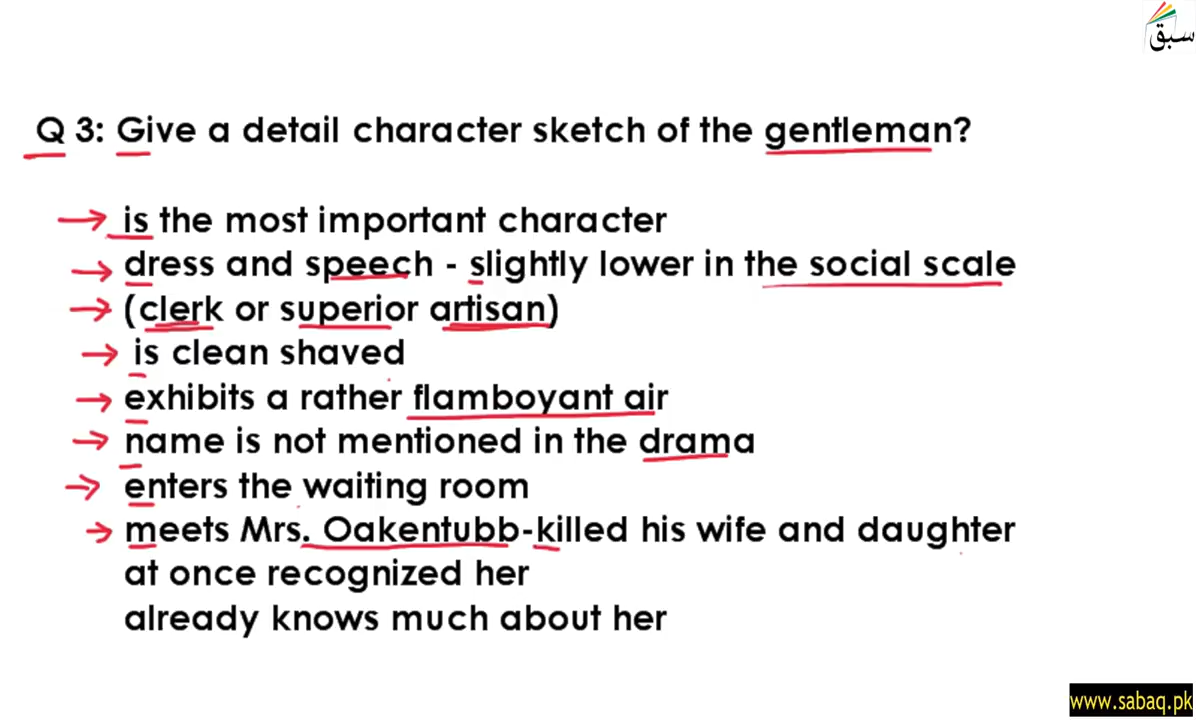 سبق
Q 3: Give a detail character sketch of the gentleman?
is the most important character
dress and speech - slightly lower in the social scale
(clerk or superior artisan)
is clean shaved
exhibits a rather flamboyant air
name is not mentioned in the drama
enters the waiting room
meets Mrs. Oakentubb-killed his wife and daughter
at once recognized her
already knows much about her
www.sabaq.pk